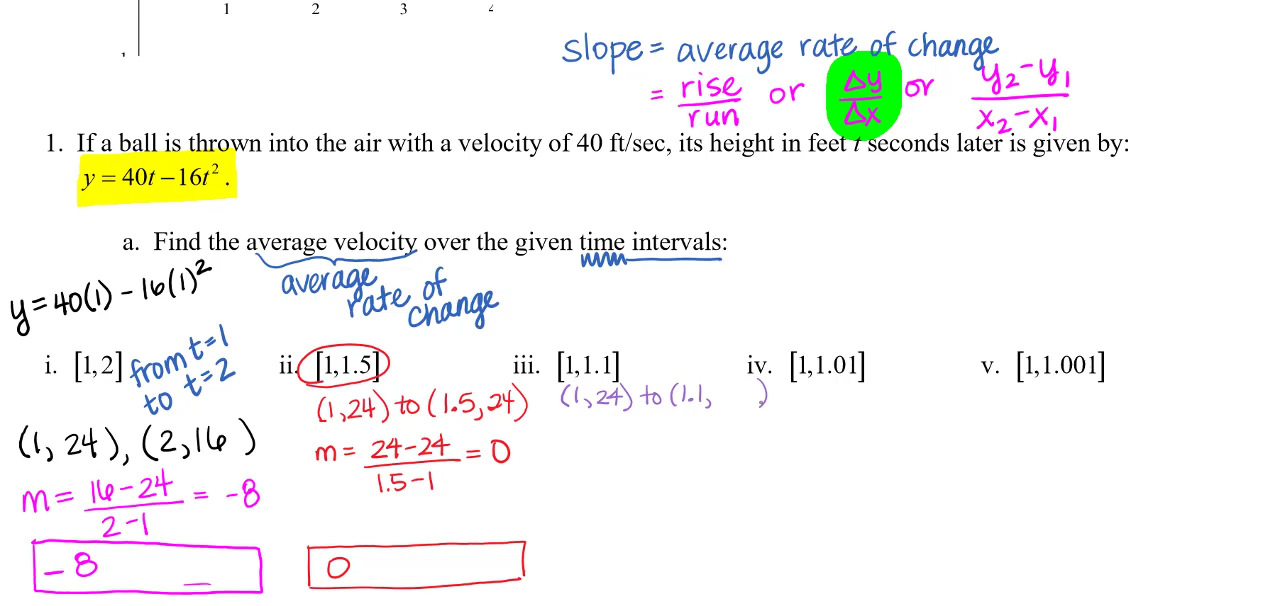 1 2 3
slope = average rate of change
= rise/run or Δy/Δx or y₂-y₁/x₂-x₁
1. If a ball is thrown into the air with a velocity of 40 ft/sec, its height in feet t seconds later is given by:
y = 40t – 16t².
a. Find the average velocity over the given time intervals:
average rate of change
y = 40(1) - 16(1)²
i. [1,2] from t=1 to t=2
ii. [1,1.5]
iii. [1,1.1]
iv. [1,1.01]
v. [1,1.001]
(1,24) to (1.5,24)
(1,24) to (1.1, )
(1, 24), (2,16)
m = 24-24/1.5-1 = 0
m = 16-24/2-1 = -8
-8
0